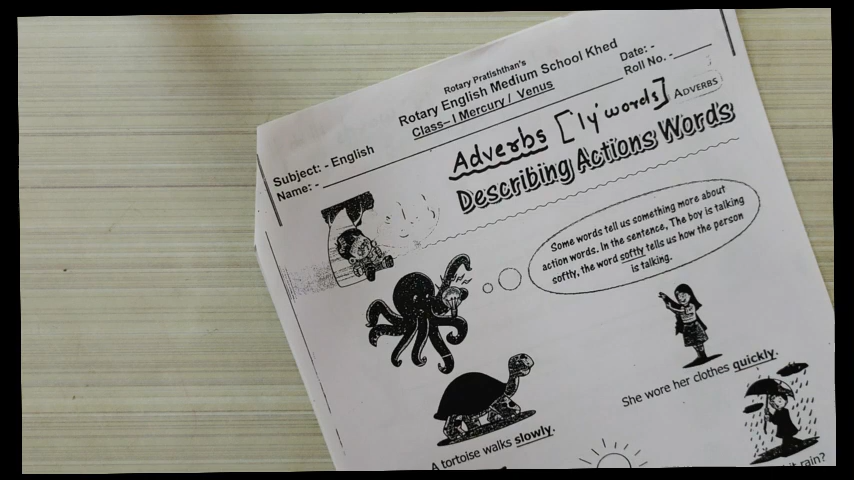 Rotary Pratishthan's
Rotary English Medium School Khed
Class– I Mercury / Venus
Date: -
Roll No. -
Subject: - English
Name: -
ADVERBS
Adverbs ['ly' words]
Describing Actions Words
Some words tell us something more about
action words. In the sentence, The boy is talking
softly, the word softly tells us how the person
is talking.
She wore her clothes quickly.
A tortoise walks slowly.
it rain?